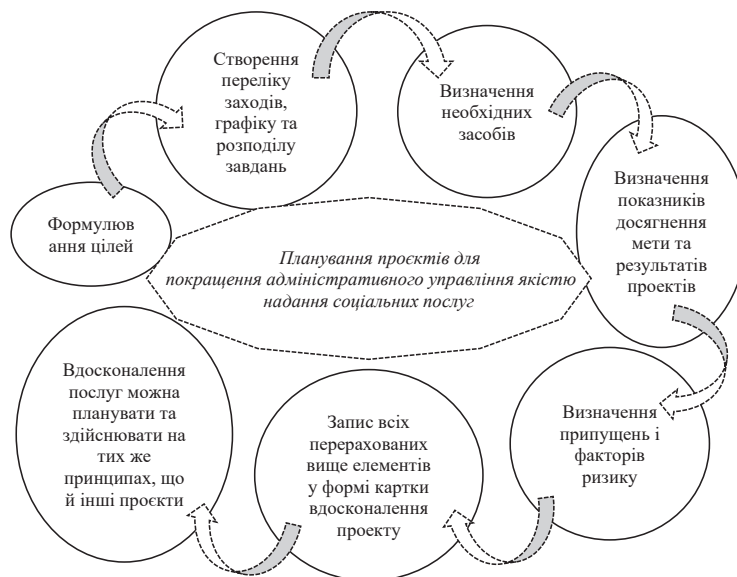 Формулюв
ання цілей
Створення
переліку
заходів,
графіку та
розподілу
завдань
Визначення
необхідних
засобів
Визначення
показників
досягнення
мети та
результатів
проектів
Визначення
припущень і
факторів
ризику
Запис всіх
перерахованих
вище елементів
у формі картки
вдосконалення
проекту
Вдосконалення
послуг можна
планувати та
здійснювати на
тих же
принципах, що
й інші проєкти
Планування проєктів для
покращення адміністративного управління якістю
надання соціальних послуг